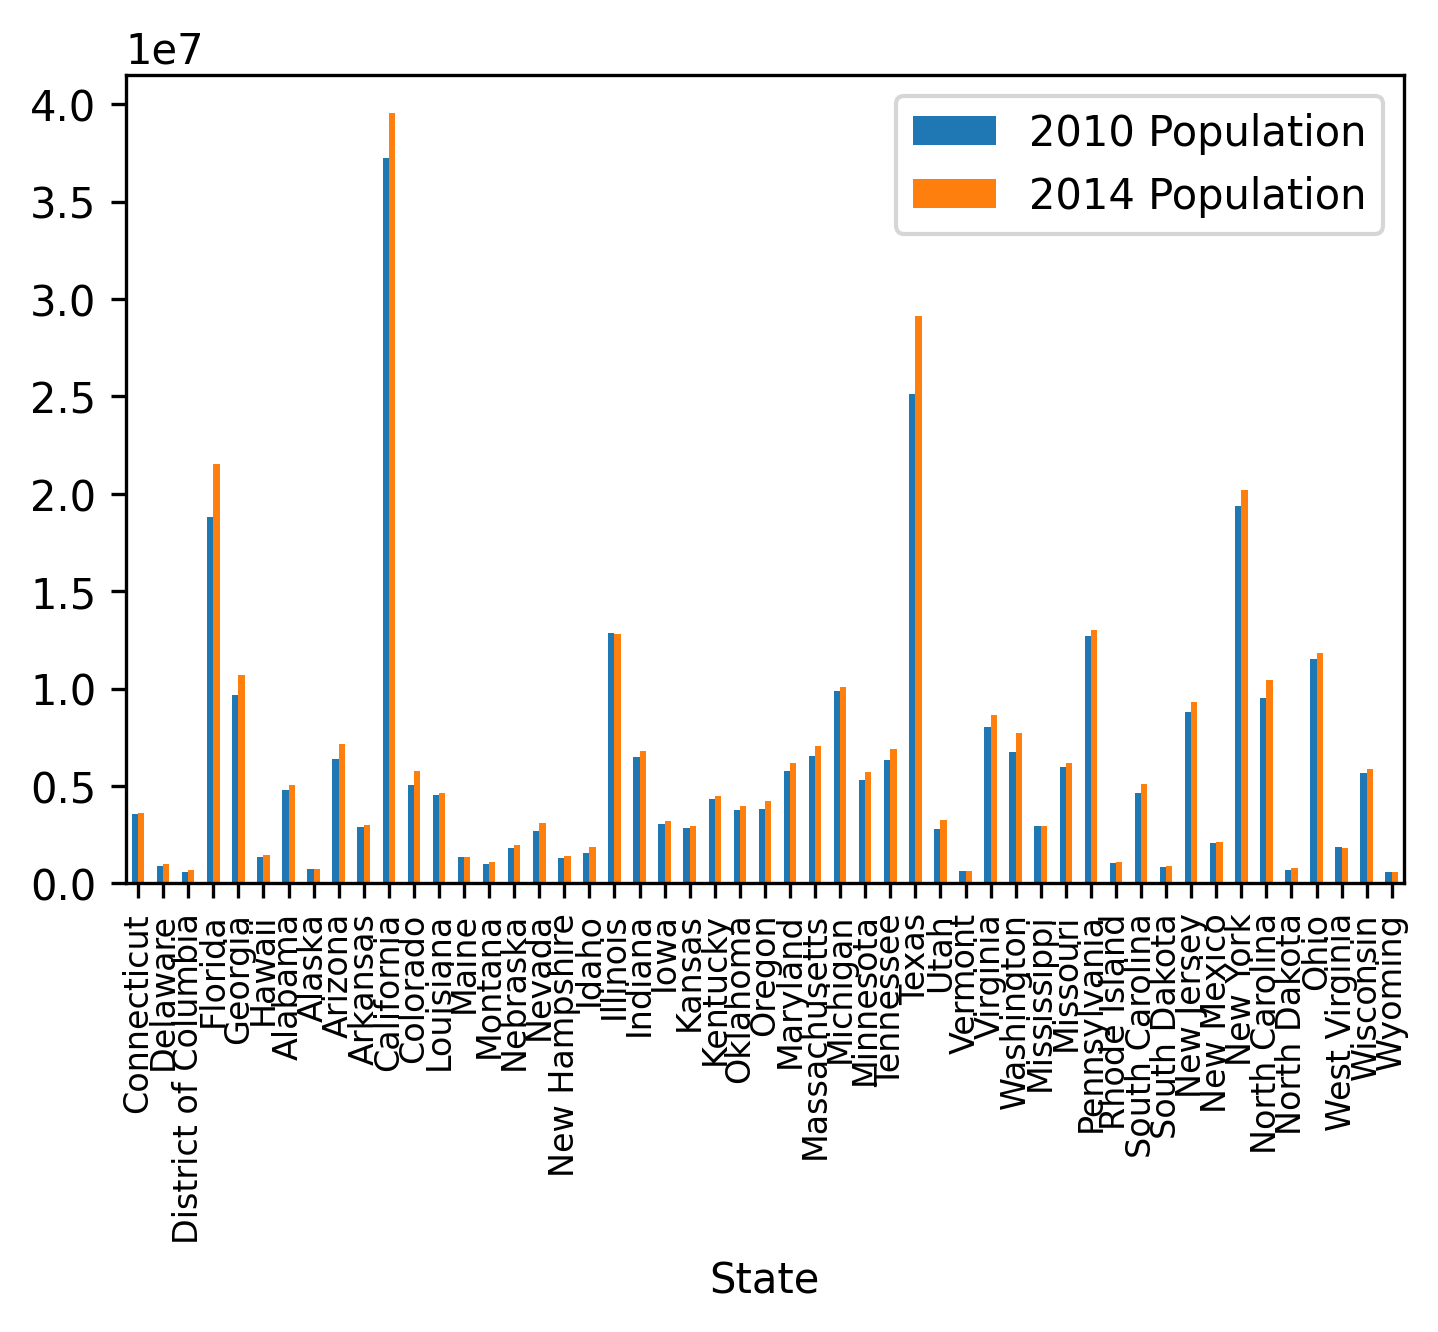 1e7
4.0
3.5
3.0
2.5
2.0
1.5
1.0
0.5
0.0
2010 Population
2014 Population
Connecticut
Delaware
District of Columbia
Florida
Georgia
Hawaii
Alabama
Alaska
Arizona
Arkansas
California
Colorado
Louisiana
Maine
Montana
Nebraska
Nevada
New Hampshire
Idaho
Illinois
Indiana
Iowa
Kansas
Kentucky
Oklahoma
Oregon
Maryland
Massachusetts
Michigan
Minnesota
Tennessee
Texas
Utah
Vermont
Virginia
Washington
Mississippi
Missouri
Pennsylvania
Rhode Island
South Carolina
South Dakota
New Jersey
New Mexico
New York
North Carolina
North Dakota
Ohio
West Virginia
Wisconsin
Wyoming
State